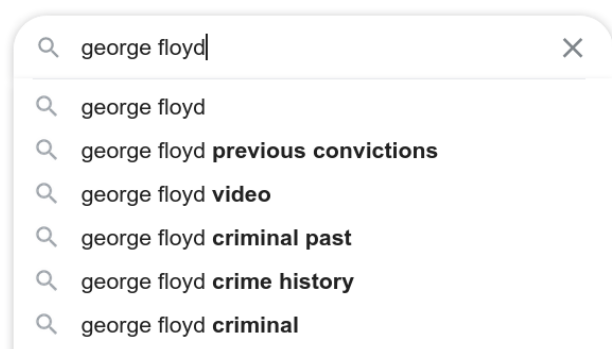 george floyd
george floyd
george floyd previous convictions
george floyd video
george floyd criminal past
george floyd crime history
george floyd criminal